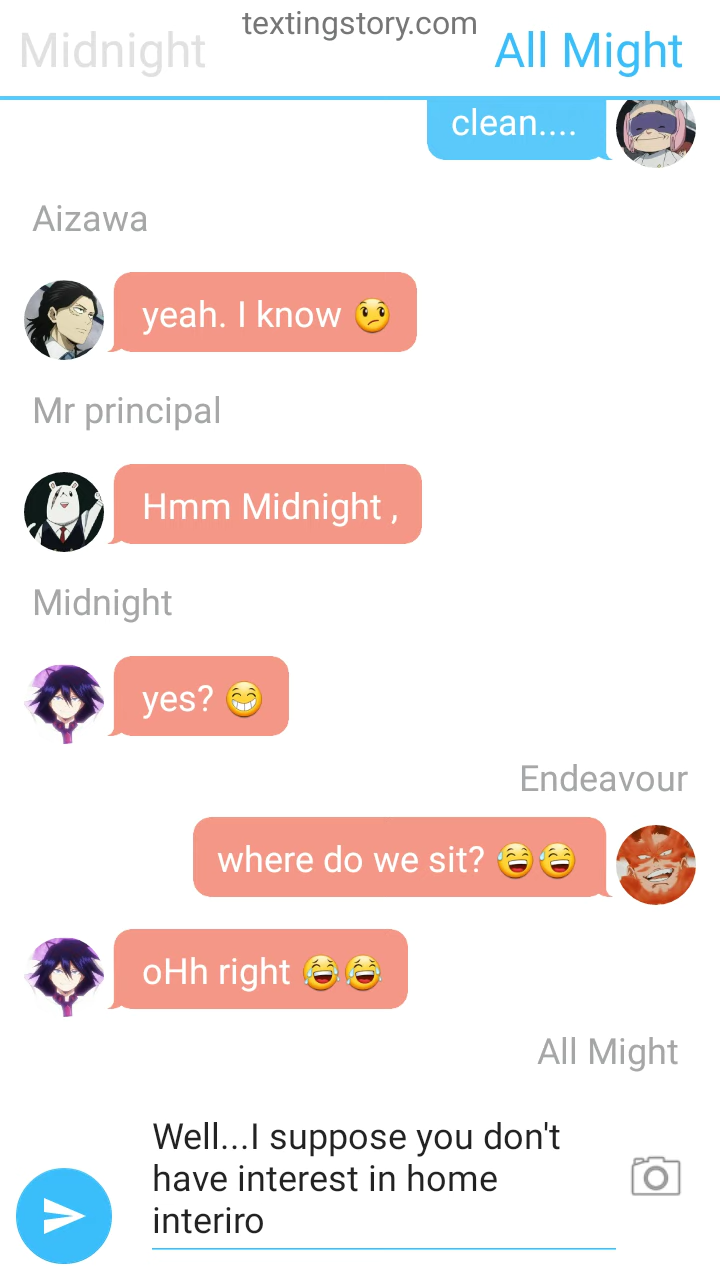 textingstory.com
Midnight
All Might
clean....
Aizawa
yeah. I know 😞
Mr principal
Hmm Midnight ,
Midnight
yes? 😁
Endeavour
where do we sit? 😅😅
oHh right 😂😂
All Might
Well...I suppose you don't
have interest in home
interiro